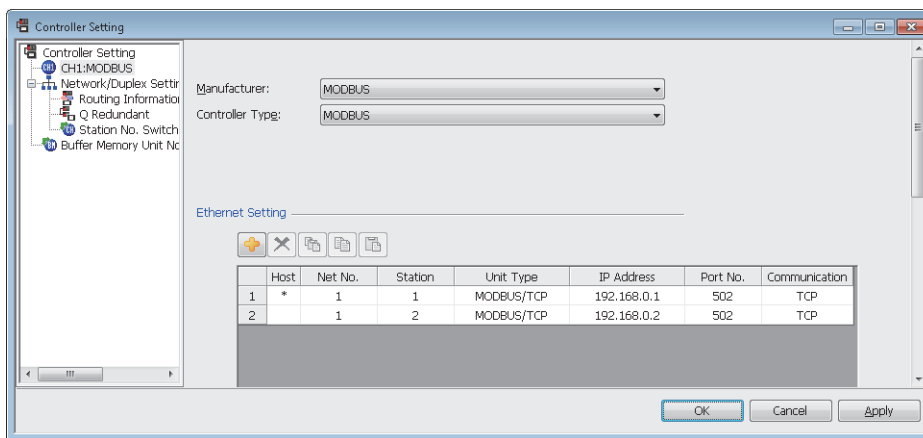 Controller Setting
Controller Setting
CH1:MODBUS
Network/Duplex Settir
Routing Information
Q Redundant
Station No. Switch
Buffer Memory Unit No
Manufacturer: MODBUS
Controller Type: MODBUS
Ethernet Setting
Host Net No. Station Unit Type IP Address Port No. Communication
1 * 1 1 MODBUS/TCP 192.168.0.1 502 TCP
2 1 2 MODBUS/TCP 192.168.0.2 502 TCP
OK Cancel Apply